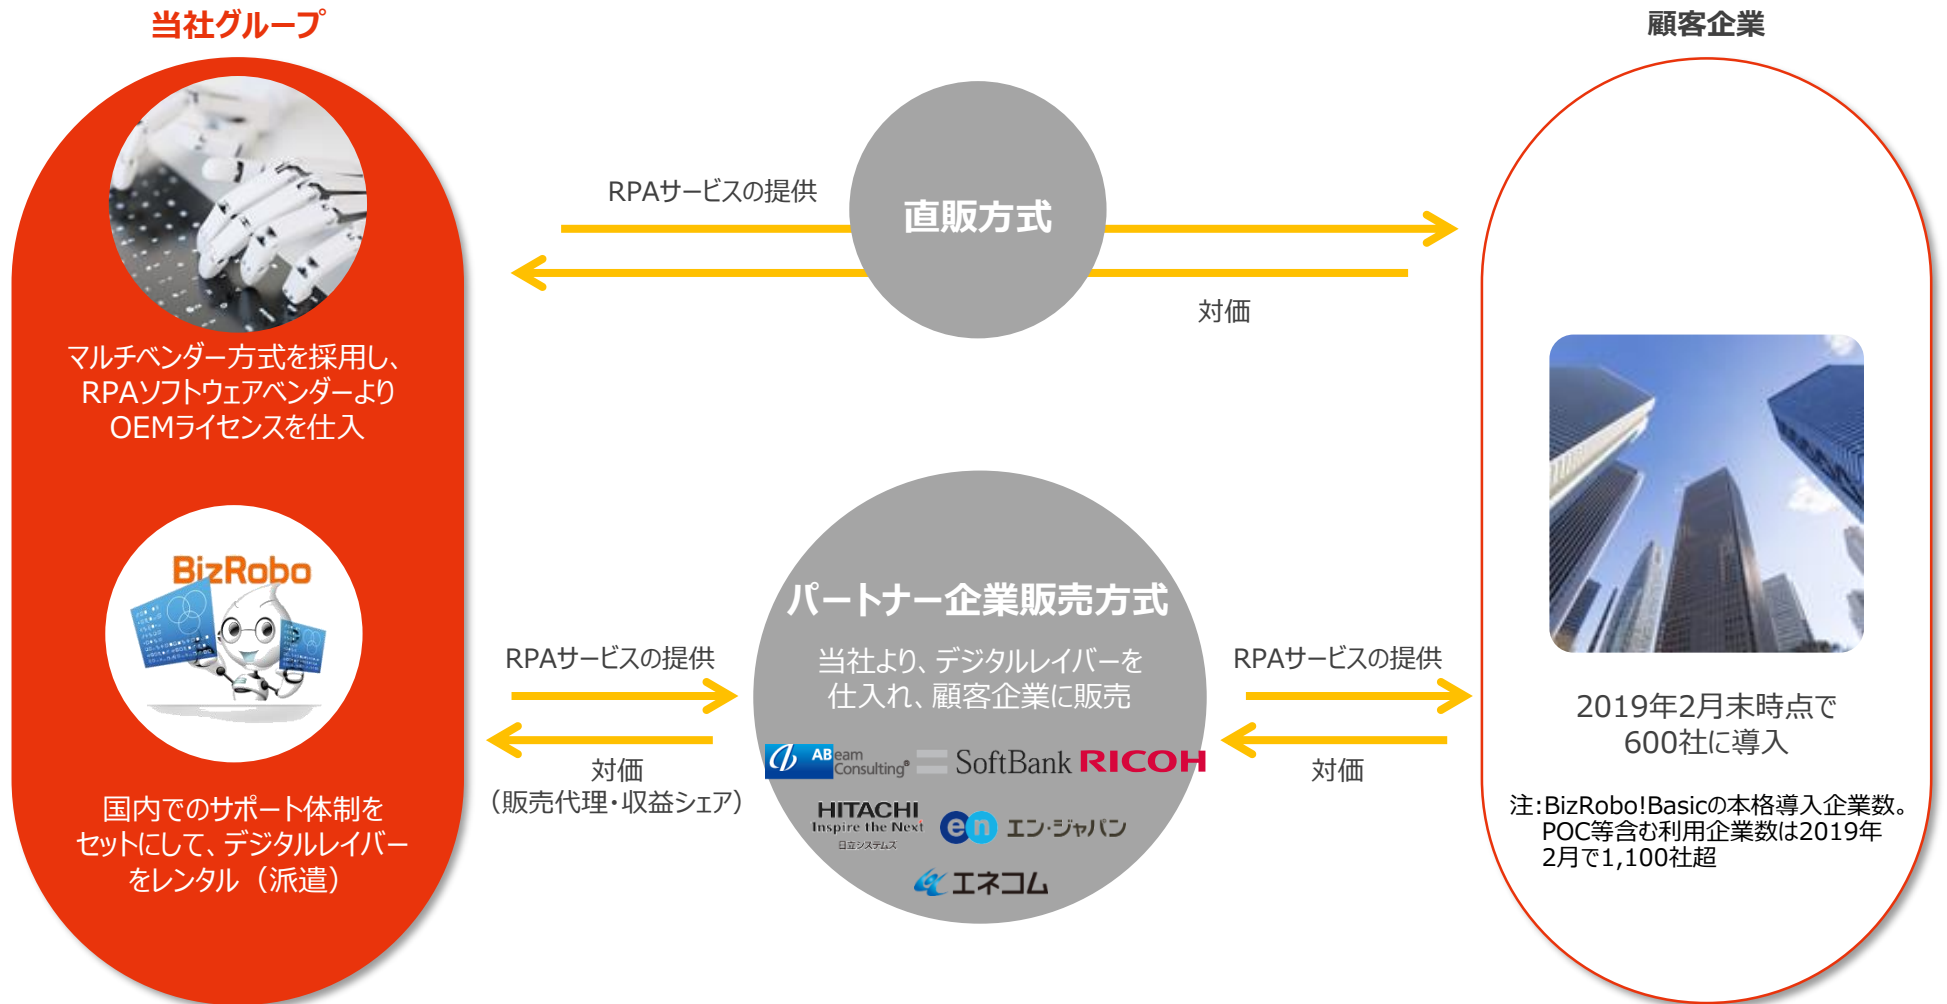 当社グループ
顧客企業
RPAサービスの提供
直販方式
対価
マルチベンダー方式を採用し、
RPAソフトウェアベンダーより
OEMライセンスを仕入
BizRobo
国内でのサポート体制を
セットにして、デジタルレイバー
をレンタル（派遣）
RPAサービスの提供
対価
（販売代理・収益シェア）
パートナー企業販売方式
当社より、デジタルレイバーを
仕入れ、顧客企業に販売
ABeam Consulting®
SoftBank
RICOH
HITACHI
Inspire the Next
日立システムズ
en エン・ジャパン
エネコム
RPAサービスの提供
対価
2019年2月末時点で
600社に導入
注:BizRobo!Basicの本格導入企業数。
POC等含む利用企業数は2019年
2月で1,100社超